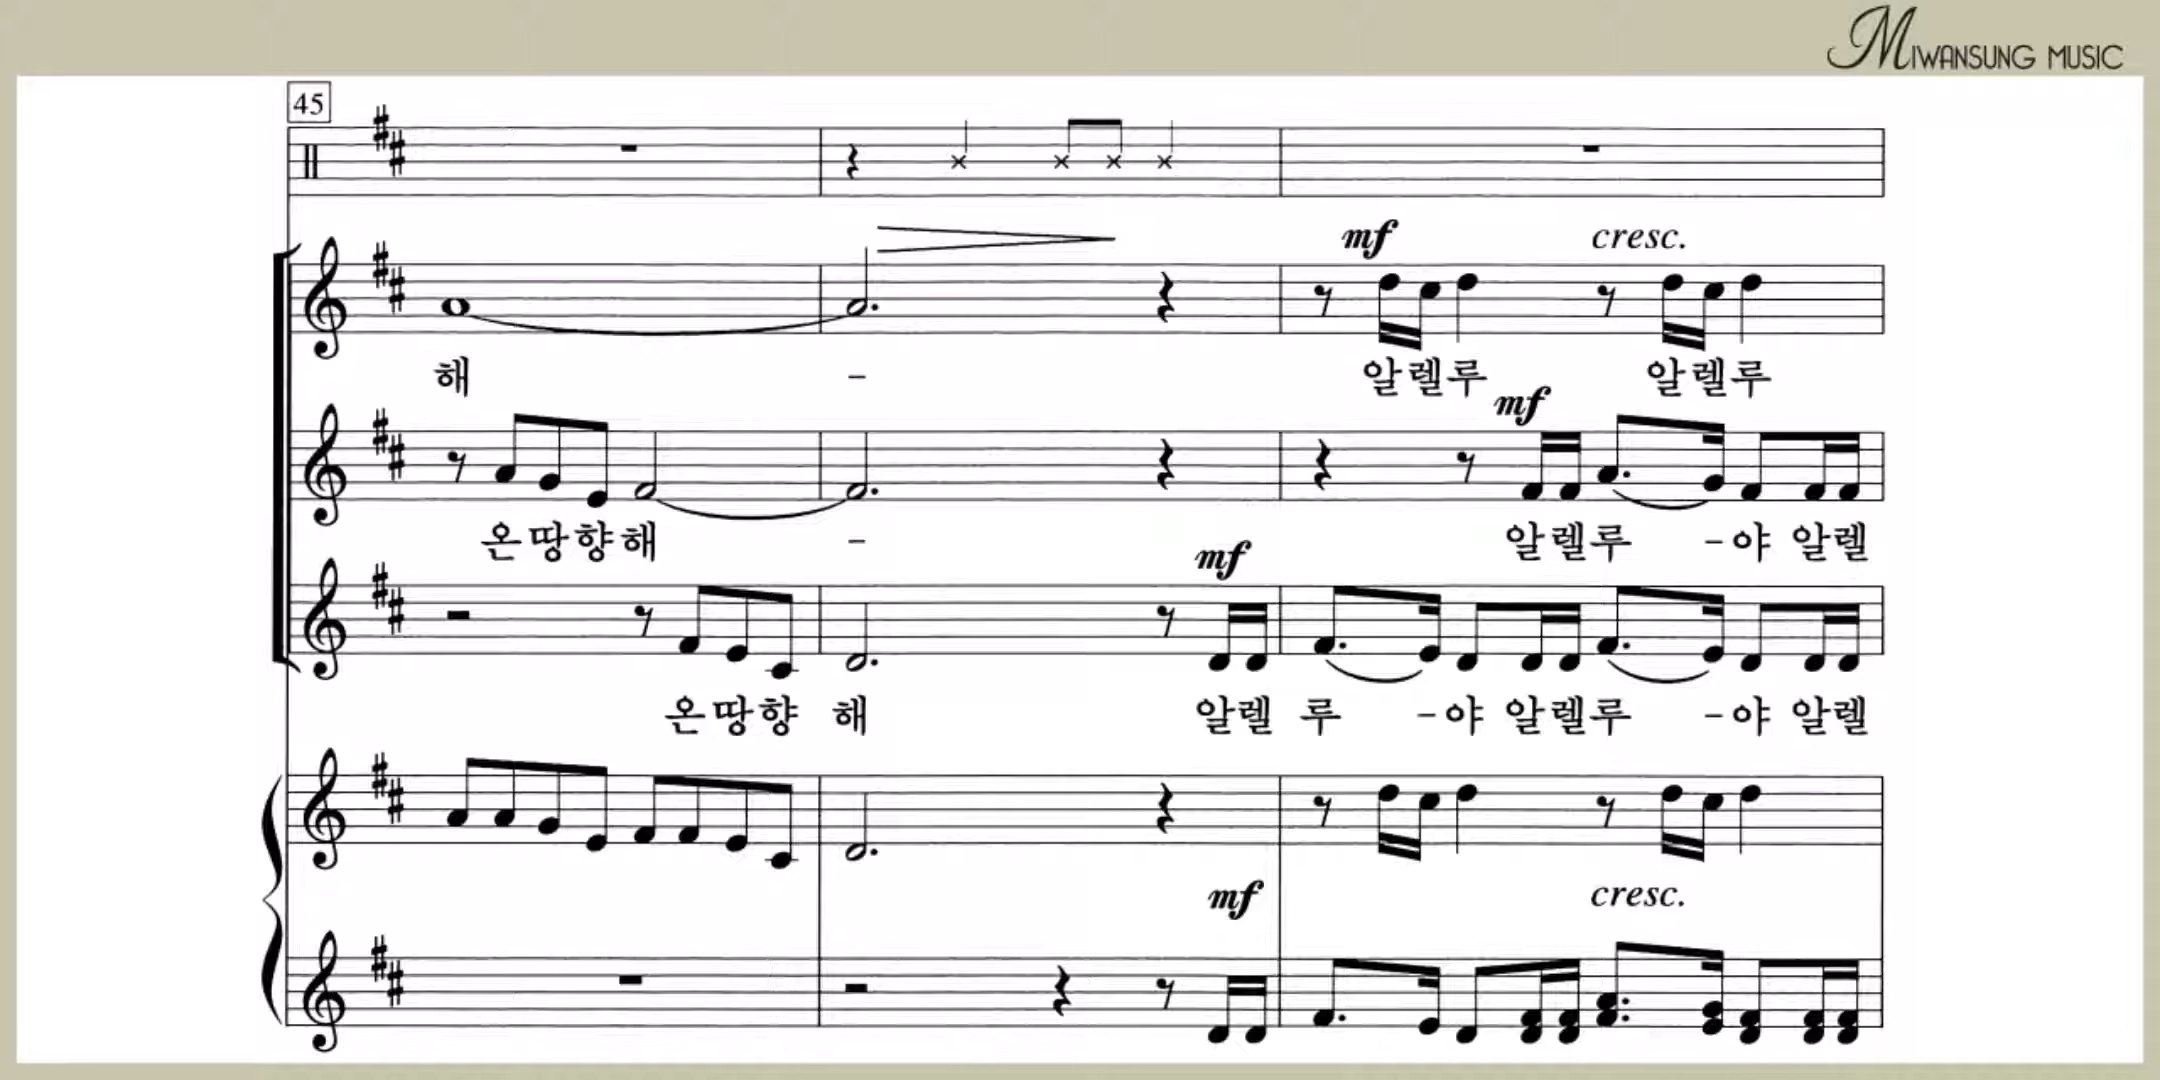 MIWANSUNG MUSIC
45
mf cresc.
해 - 알렐루 알렐루
mf
온땅향해 - 알렐루 -야 알렐
mf
온땅향 해 알렐 루 -야 알렐루 -야 알렐
mf cresc.